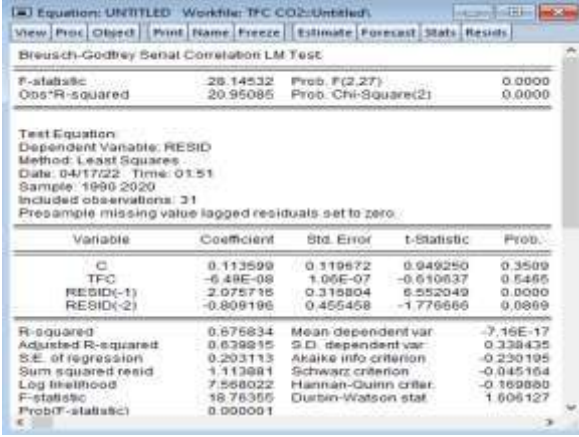 Equation: UNTITLED Workfile: TFC CO2::Untitled\
View Proc Object Print Name Freeze Estimate Forecast Stats Resids
Breusch-Godfrey Serial Correlation LM Test:
F-statistic 28.14532 Prob. F(2,27) 0.0000
Obs*R-squared 20.95085 Prob. Chi-Square(2) 0.0000
Test Equation:
Dependent Variable: RESID
Method: Least Squares
Date: 04/17/22 Time: 01:51
Sample: 1990 2020
Included observations: 31
Presample missing value lagged residuals set to zero.
Variable Coefficient Std. Error t-Statistic Prob.
C 0.113599 0.119672 0.949250 0.3509
TFC -6.48E-08 1.06E-07 -0.610637 0.5465
RESID(-1) 2.075716 0.316804 6.552049 0.0000
RESID(-2) -0.809196 0.455458 -1.776666 0.0869
R-squared 0.675834 Mean dependent var -7.16E-17
Adjusted R-squared 0.639815 S.D. dependent var 0.338435
S.E. of regression 0.203113 Akaike info criterion -0.230195
Sum squared resid 1.113881 Schwarz criterion -0.045164
Log likelihood 7.568022 Hannan-Quinn criter. -0.169880
F-statistic 18.76355 Durbin-Watson stat 1.606127
Prob(F-statistic) 0.000001